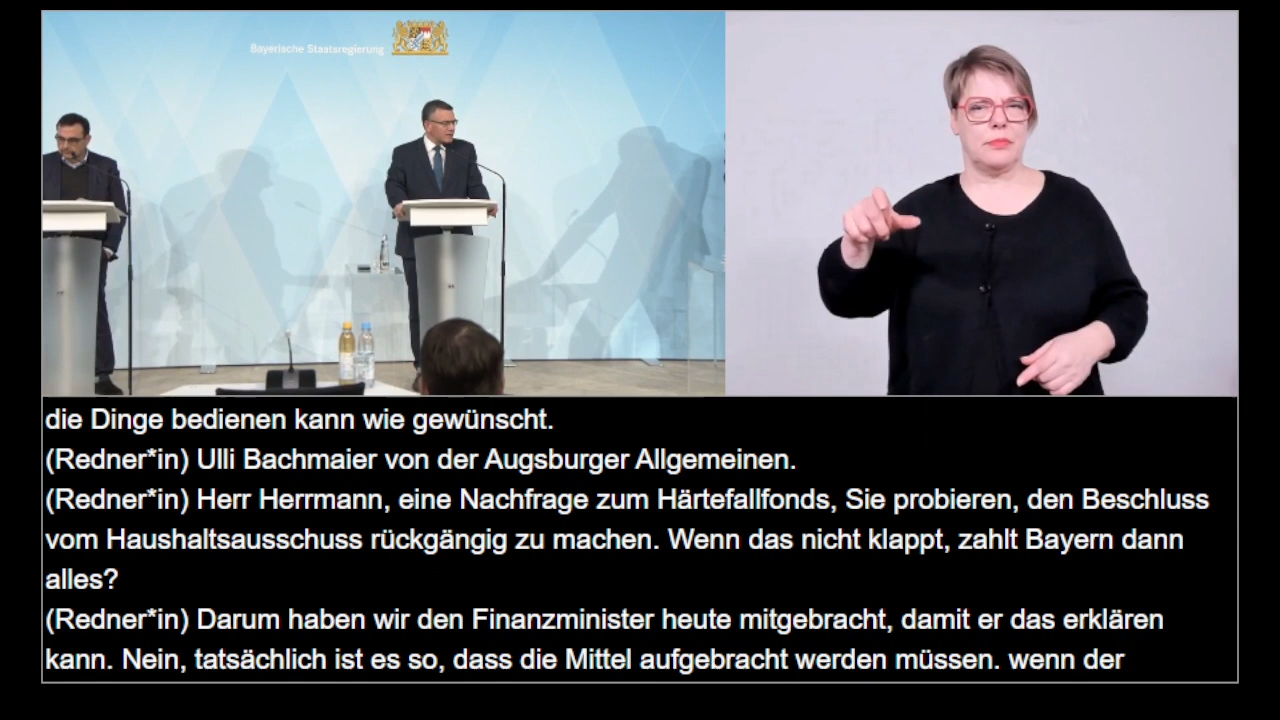 Bayerische Staatsregierung
die Dinge bedienen kann wie gewünscht.
(Redner*in) Ulli Bachmaier von der Augsburger Allgemeinen.
(Redner*in) Herr Herrmann, eine Nachfrage zum Härtefallfonds, Sie probieren, den Beschluss
vom Haushaltsausschuss rückgängig zu machen. Wenn das nicht klappt, zahlt Bayern dann
alles?
(Redner*in) Darum haben wir den Finanzminister heute mitgebracht, damit er das erklären
kann. Nein, tatsächlich ist es so, dass die Mittel aufgebracht werden müssen. wenn der